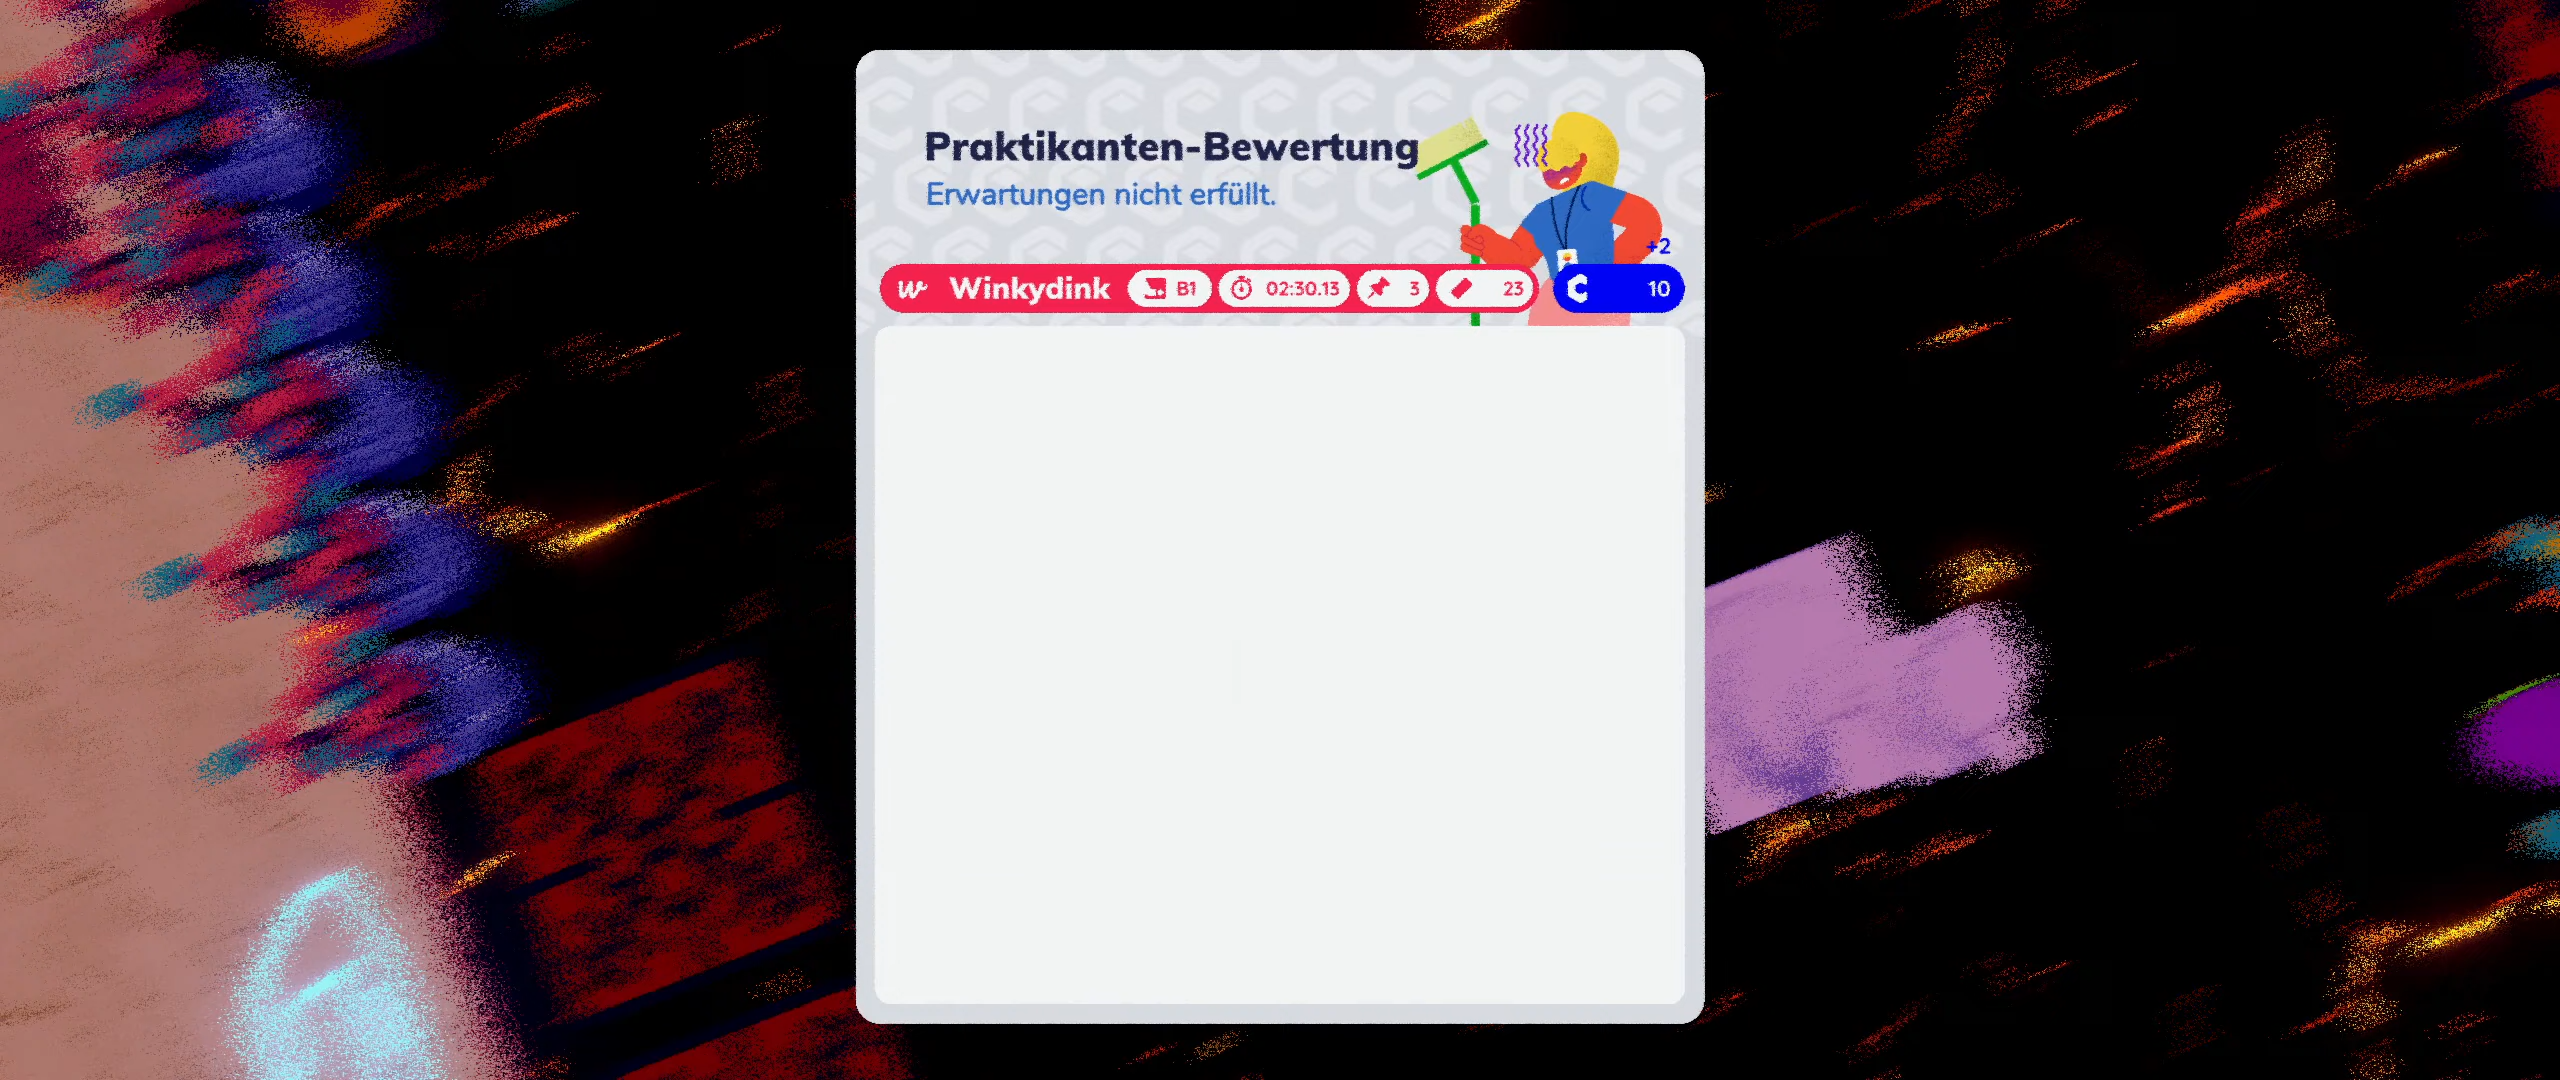 Praktikanten-Bewertung
Erwartungen nicht erfüllt.
+2
Winkydink B1 02:30.13 3 23 10